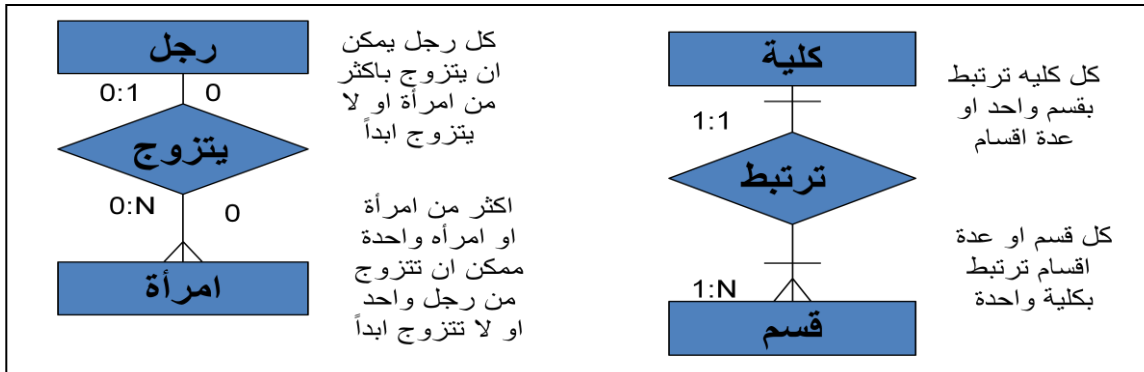 رجل
0:1
0
يتزوج
0:N
0
امرأة
كل رجل يمكن
ان يتزوج باكثر
من امرأة او لا
يتزوج ابداً
اكثر من امرأة
او امرأه واحدة
ممكن ان تتزوج
من رجل واحد
او لا تتزوج ابداً
كلية
1:1
ترتبط
1:N
قسم
كل كليه ترتبط
بقسم واحد او
عدة اقسام
كل قسم او عدة
اقسام ترتبط
بكلية واحدة